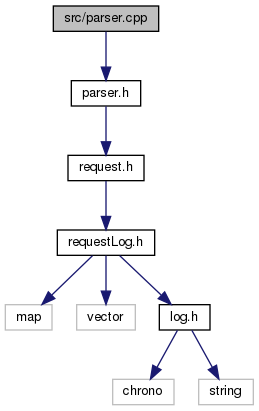 src/parser.cpp
parser.h
request.h
requestLog.h
map
vector
log.h
chrono
string